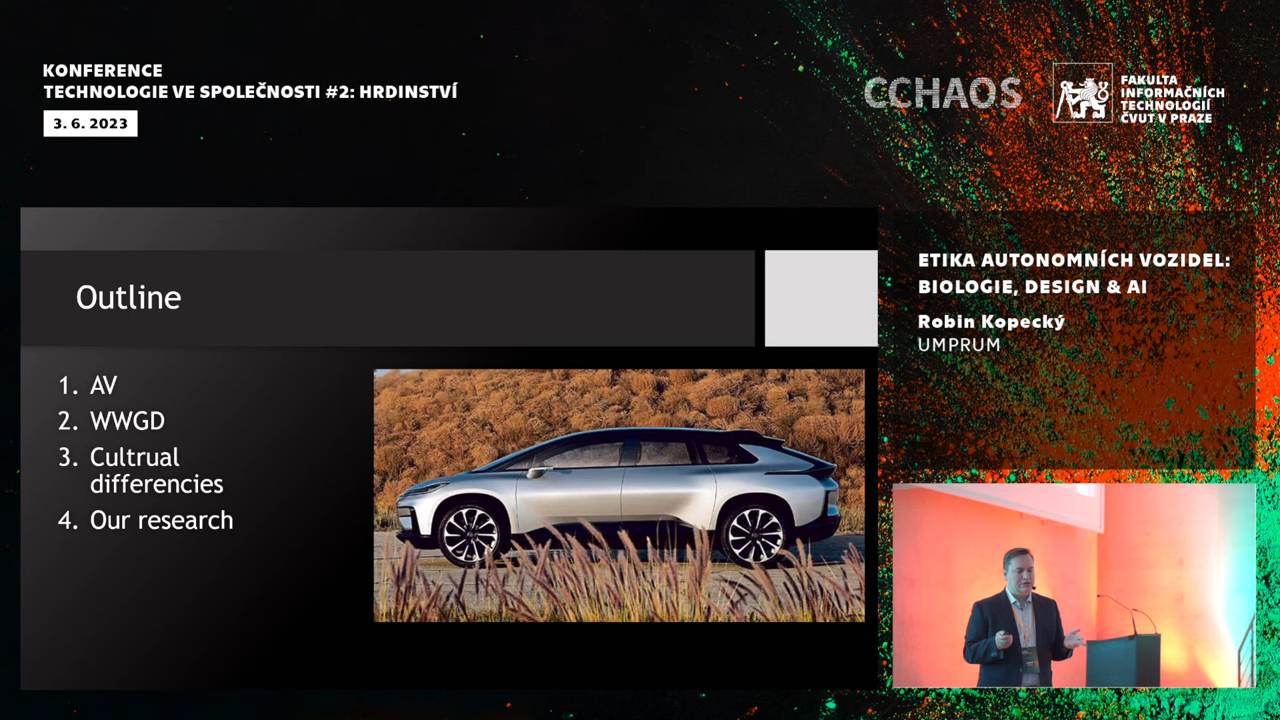 KONFERENCE
TECHNOLOGIE VE SPOLEČNOSTI #2: HRDINSTVÍ
3. 6. 2023
CCHAOS
FAKULTA
INFORMAČNÍCH
TECHNOLOGIÍ
ČVUT V PRAZE
Outline
1. AV
2. WWGD
3. Cultrual
differencies
4. Our research
ETIKA AUTONOMNÍCH VOZIDEL:
BIOLOGIE, DESIGN & AI
Robin Kopecký
UMPRUM